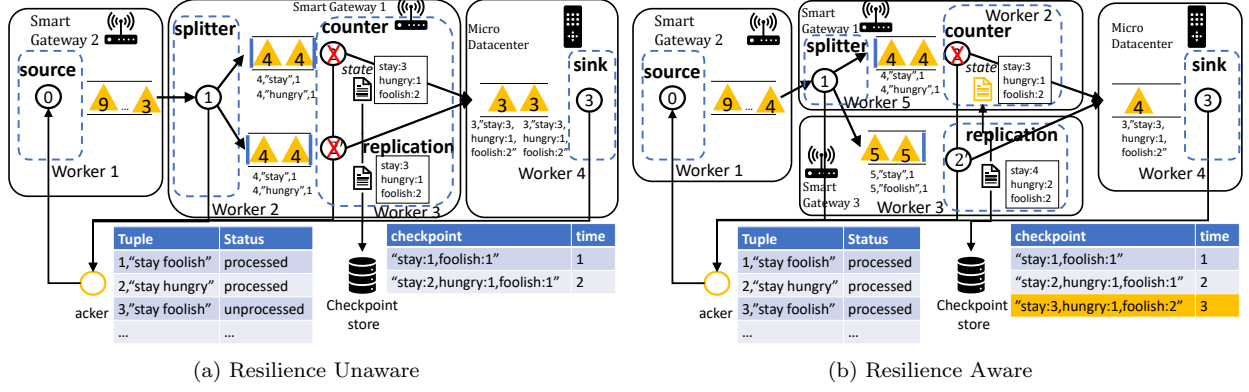 Smart
Gateway 2
source
0
9 ... 3
Worker 1
splitter
1
Worker 2
Smart Gateway 1
counter
4 4
4,"stay",1
4,"hungry",1
2
state
stay:3
hungry:1
foolish:2
4 4
4,"stay",1
4,"hungry",1
2'
replication
stay:3
hungry:1
foolish:2
Worker 3
Micro
Datacenter
sink
3
3 3
3,"stay:3,
hungry:1,
foolish:2"
3,"stay:3,
hungry:1,
foolish:2"
Worker 4
acker
Tuple Status
1,"stay foolish" processed
2,"stay hungry" processed
3,"stay foolish" unprocessed
... ...
Checkpoint
store
checkpoint time
"stay:1,foolish:1" 1
"stay:2,hungry:1,foolish:1" 2
(a) Resilience Unaware
Smart
Gateway 2
source
0
9 ... 4
Worker 1
Smart
Gateway 1
splitter
1
Worker 5
4 4
4,"stay",1
4,"hungry",1
Worker 2
counter
2
state
stay:3
hungry:1
foolish:2
Smart
Gateway 3
5 5
5,"stay",1
5,"foolish",1
Worker 3
replication
2'
stay:4
hungry:1
foolish:2
Micro
Datacenter
sink
3
4
3,"stay:3,
hungry:1,
foolish:2"
Worker 4
acker
Tuple Status
1,"stay foolish" processed
2,"stay hungry" processed
3,"stay foolish" processed
... ...
Checkpoint
store
checkpoint time
"stay:1,foolish:1" 1
"stay:2,hungry:1,foolish:1" 2
"stay:3,hungry:1,foolish:2" 3
(b) Resilience Aware